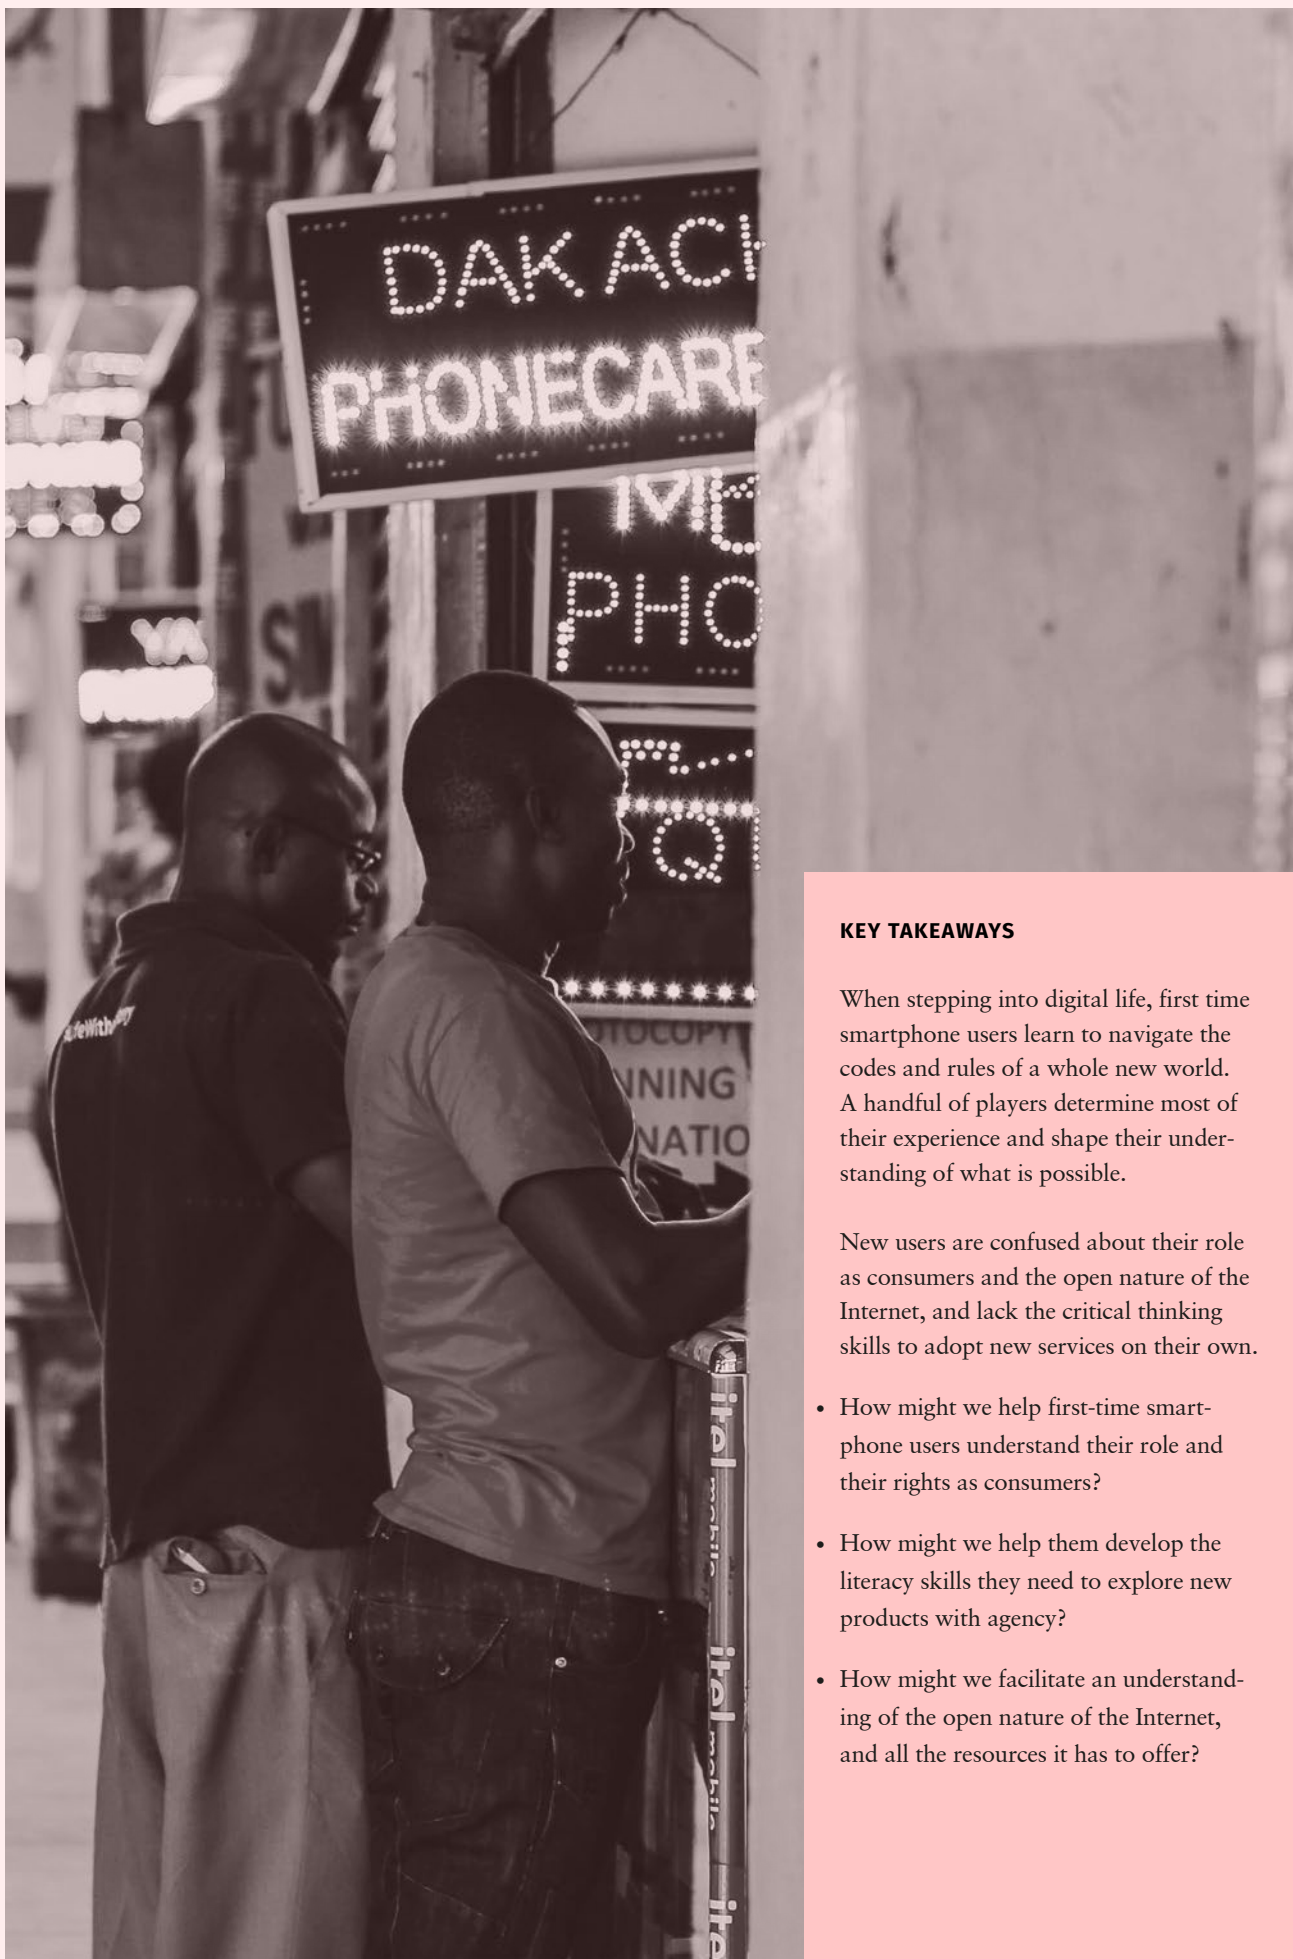 DAK
PHONECARE
PHO
Q
YA
PHOTOCOPY
itel mobile
itel mobile
KEY TAKEAWAYS
When stepping into digital life, first time
smartphone users learn to navigate the
codes and rules of a whole new world.
A handful of players determine most of
their experience and shape their under-
standing of what is possible.
New users are confused about their role
as consumers and the open nature of the
Internet, and lack the critical thinking
skills to adopt new services on their own.
• How might we help first-time smart-
phone users understand their role and
their rights as consumers?
• How might we help them develop the
literacy skills they need to explore new
products with agency?
• How might we facilitate an understand-
ing of the open nature of the Internet,
and all the resources it has to offer?